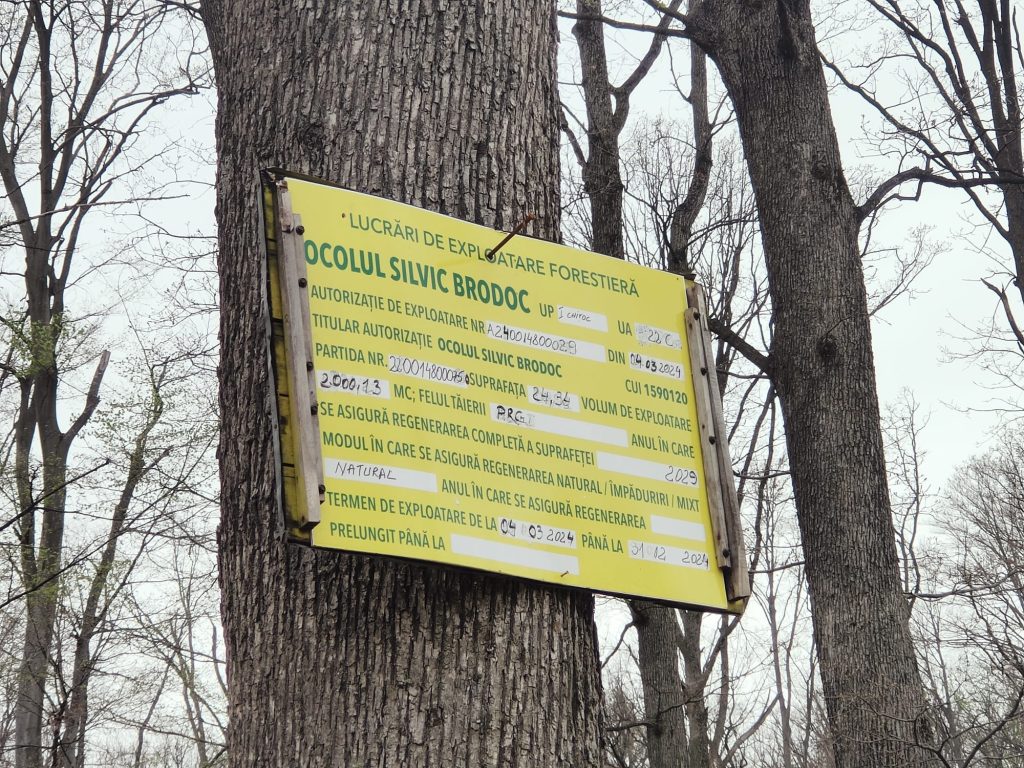 LUCRĂRI DE EXPLOATARE FORESTIERĂ
OCOLUL SILVIC BRODOC UP I CHITOC UA 22 C
AUTORIZAȚIE DE EXPLOATARE NR A240014800029 DIN 04.03.2024
TITULAR AUTORIZAȚIE OCOLUL SILVIC BRODOC CUI 1590120
PARTIDA NR. SUPRAFAȚA 24,34 VOLUM DE EXPLOATARE
2000,13 MC; FELUL TĂIERII PRG ANUL ÎN CARE
SE ASIGURĂ REGENERAREA COMPLETĂ A SUPRAFEȚEI 2029
MODUL ÎN CARE SE ASIGURĂ REGENERAREA NATURAL / ÎMPĂDURIRI / MIXT
NATURAL ANUL ÎN CARE SE ASIGURĂ REGENERAREA
TERMEN DE EXPLOATARE DE LA 04 03 2024 PÂNĂ LA 31 12 2024
PRELUNGIT PÂNĂ LA